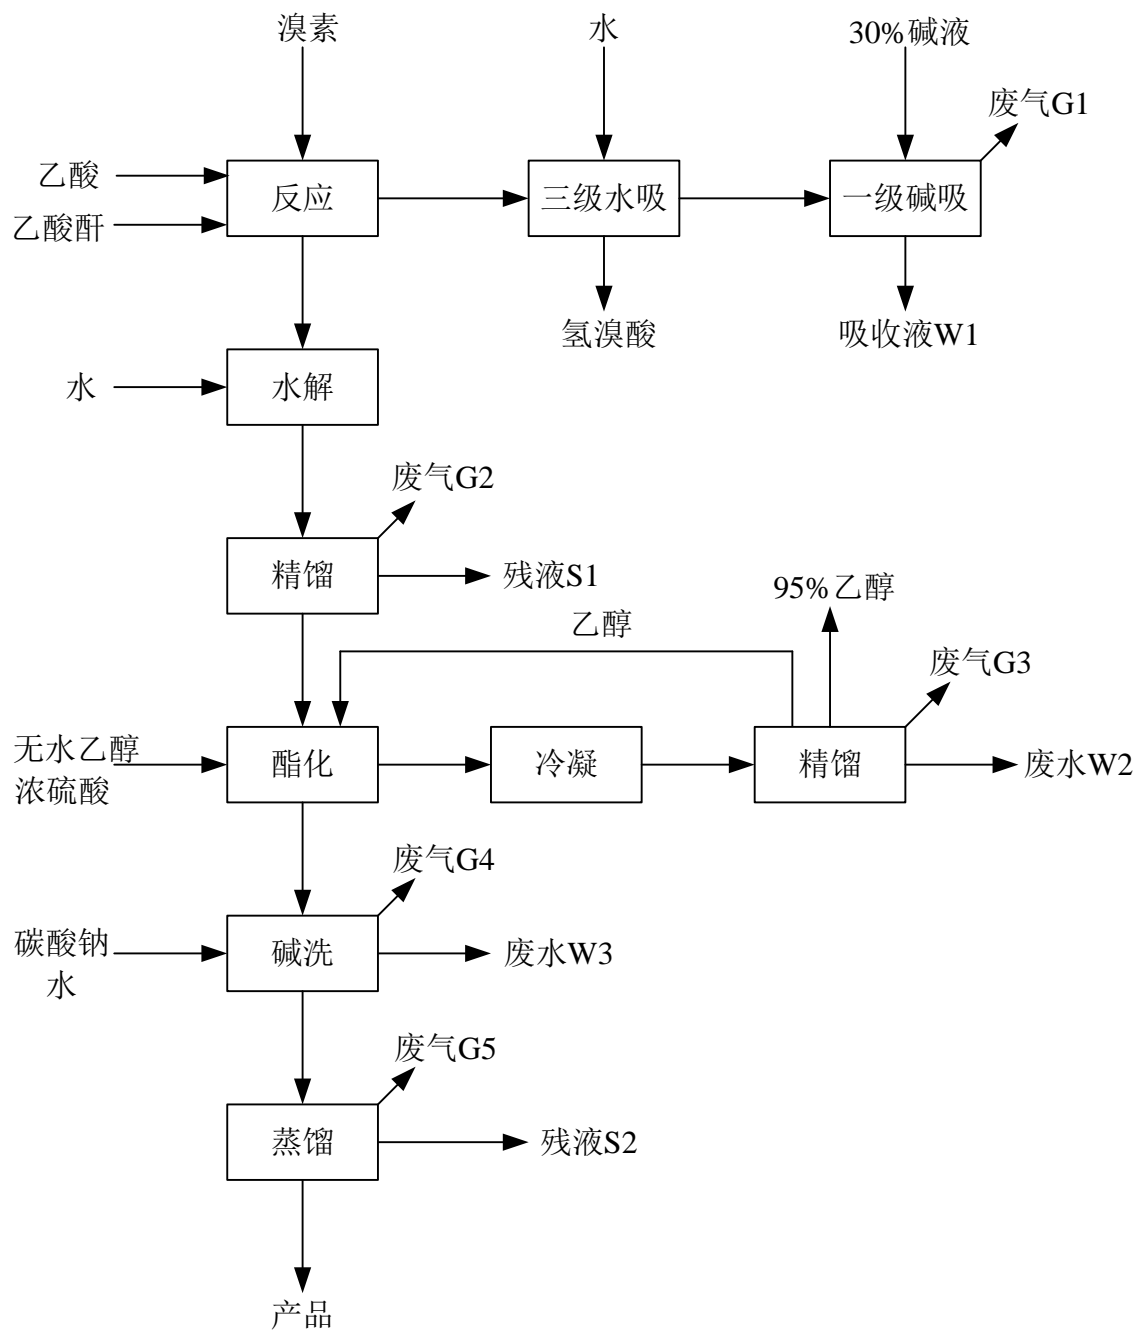 溴素
水
30%碱液
废气G1
乙酸
乙酸酐
反应
三级水吸
一级碱吸
氢溴酸
吸收液W1
水
水解
废气G2
精馏
残液S1
95%乙醇
乙醇
废气G3
无水乙醇
浓硫酸
酯化
冷凝
精馏
废水W2
废气G4
碳酸钠
水
碱洗
废水W3
废气G5
蒸馏
残液S2
产品